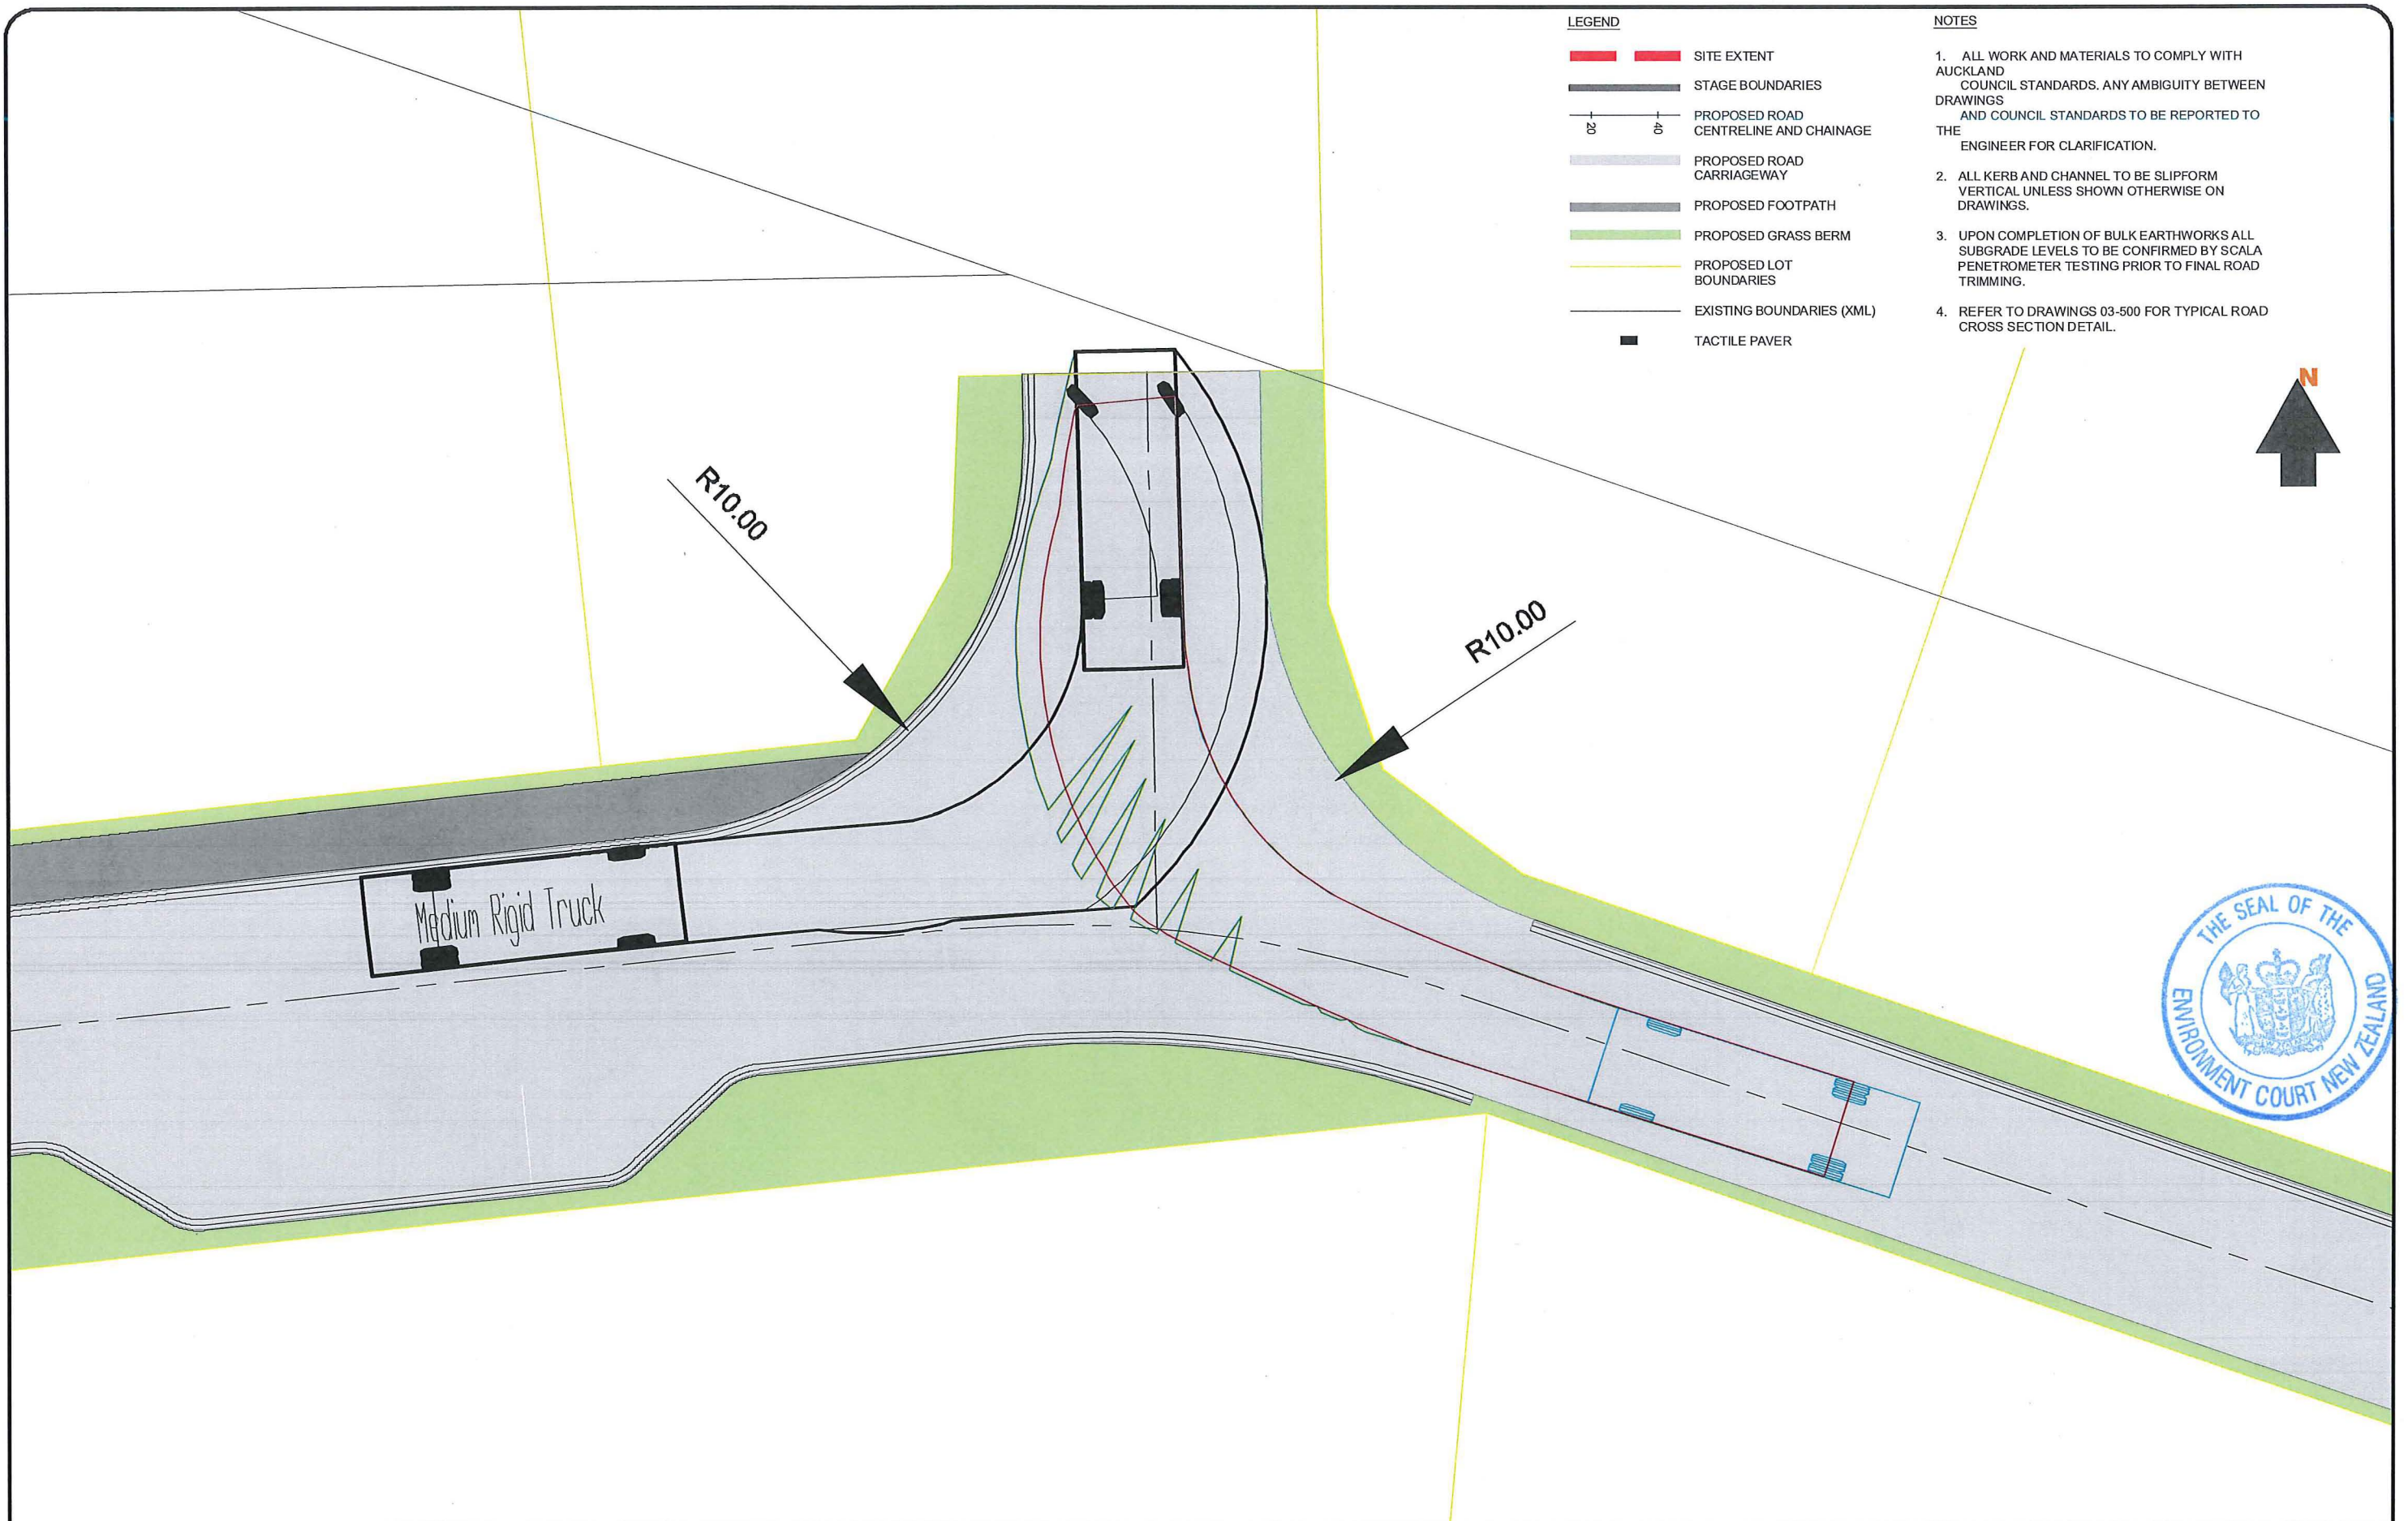 LEGEND
SITE EXTENT
STAGE BOUNDARIES
20 40
PROPOSED ROAD
CENTRELINE AND CHAINAGE
PROPOSED ROAD
CARRIAGEWAY
PROPOSED FOOTPATH
PROPOSED GRASS BERM
PROPOSED LOT
BOUNDARIES
EXISTING BOUNDARIES (XML)
TACTILE PAVER
NOTES
1. ALL WORK AND MATERIALS TO COMPLY WITH
AUCKLAND
COUNCIL STANDARDS. ANY AMBIGUITY BETWEEN
DRAWINGS
AND COUNCIL STANDARDS TO BE REPORTED TO
THE
ENGINEER FOR CLARIFICATION.
2. ALL KERB AND CHANNEL TO BE SLIPFORM
VERTICAL UNLESS SHOWN OTHERWISE ON
DRAWINGS.
3. UPON COMPLETION OF BULK EARTHWORKS ALL
SUBGRADE LEVELS TO BE CONFIRMED BY SCALA
PENETROMETER TESTING PRIOR TO FINAL ROAD
TRIMMING.
4. REFER TO DRAWINGS 03-500 FOR TYPICAL ROAD
CROSS SECTION DETAIL.
N
R10.00
R10.00
Medium Rigid Truck
THE SEAL OF THE
ENVIRONMENT COURT NEW ZEALAND